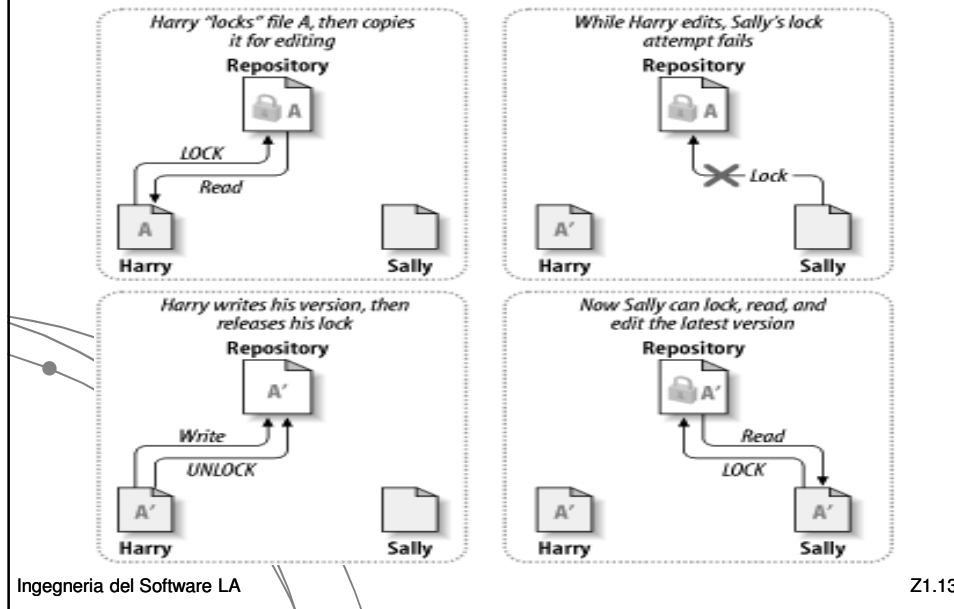 Harry “locks” file A, then copies
it for editing
Repository
A
LOCK
Read
A
Harry
Sally
While Harry edits, Sally’s lock
attempt fails
Repository
A
Lock
A′
Harry
Sally
Harry writes his version, then
releases his lock
Repository
A′
Write
UNLOCK
A′
Harry
Sally
Now Sally can lock, read, and
edit the latest version
Repository
A′
Read
LOCK
A′
A′
Harry
Sally
Ingegneria del Software LA
Z1.13